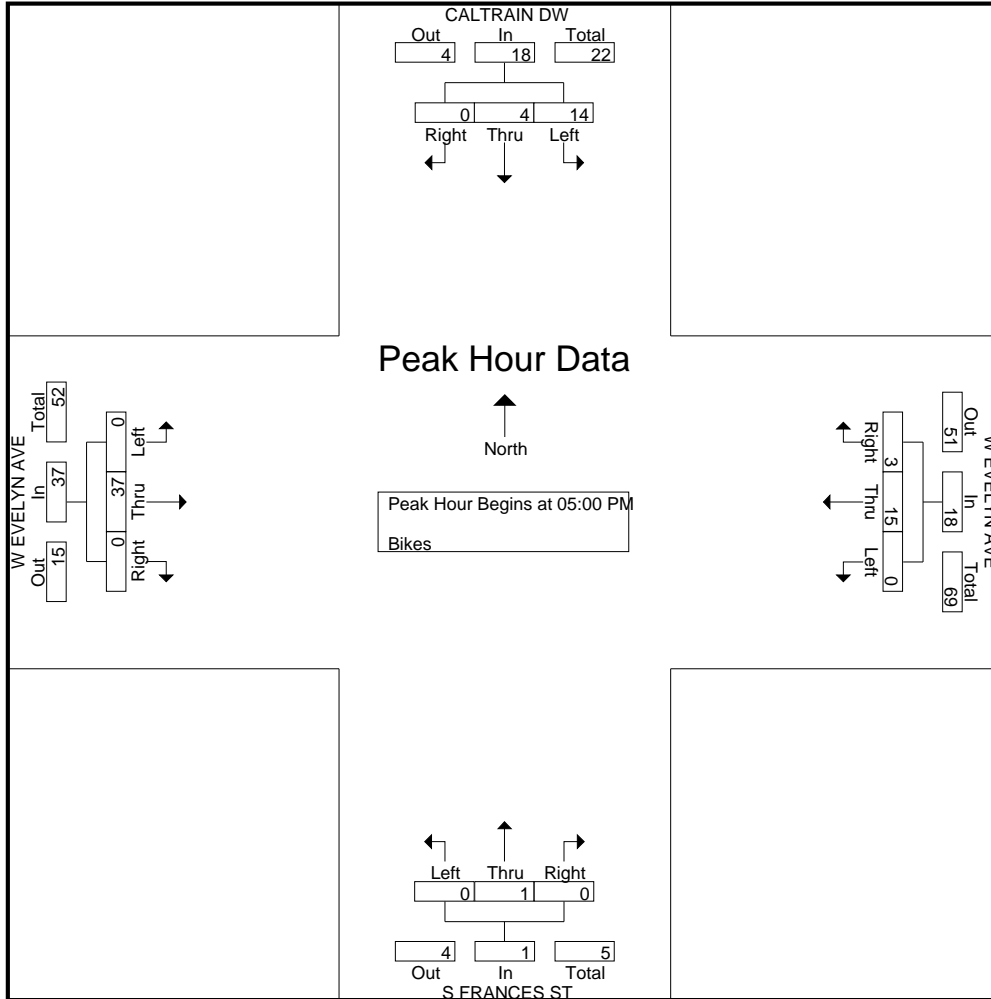 CALTRAIN DW
Out In Total
4 18 22
0 4 14
Right Thru Left
Peak Hour Data
North
Peak Hour Begins at 05:00 PM
Bikes
W EVELYN AVE
Total In Out
52 37 15
0 37 0
Left Thru Right
W EVELYN AVE
Out In Total
51 18 69
3 15 0
Right Thru Left
Left Thru Right
0 1 0
4 1 5
Out In Total
S FRANCES ST